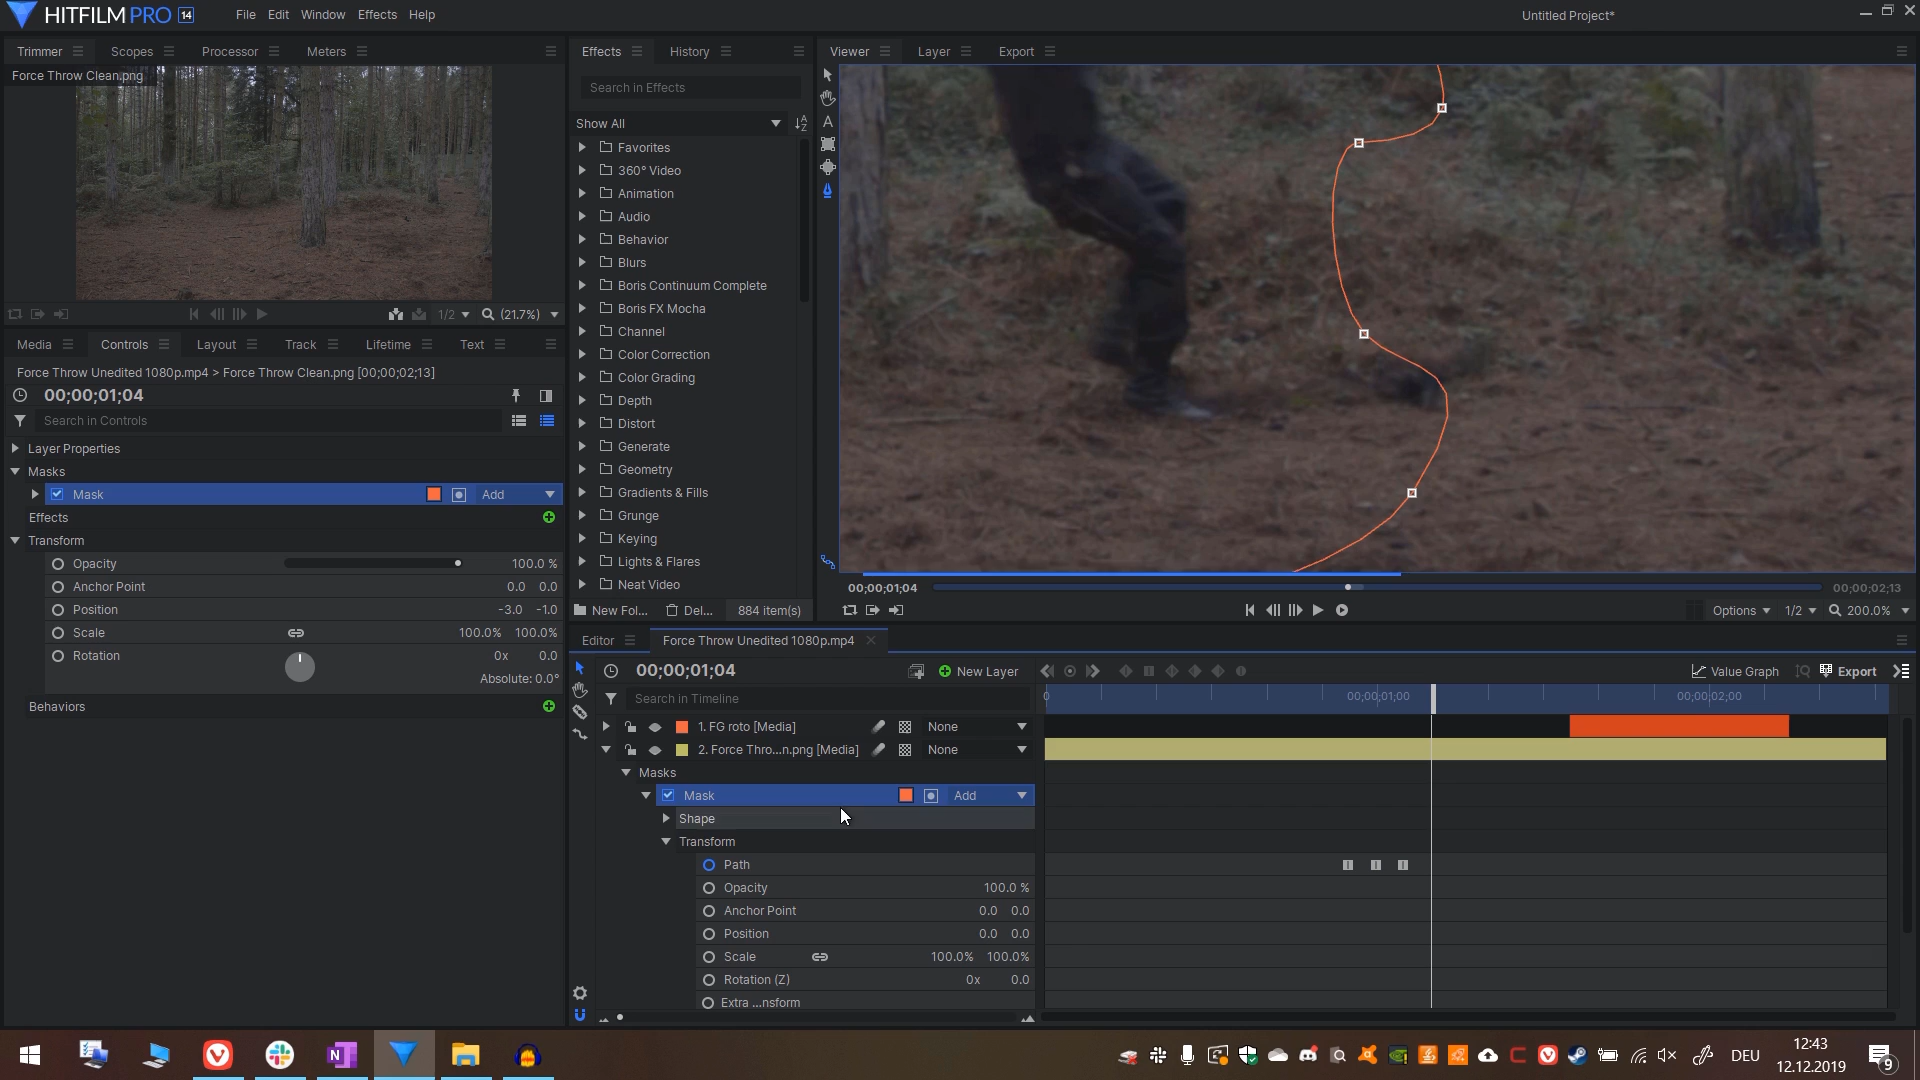 HITFILM PRO 14
File Edit Window Effects Help
Untitled Project*
Trimmer Scopes Processor Meters
Force Throw Clean.png
1/2 (21.7%)
Media Controls Layout Track Lifetime Text
Force Throw Unedited 1080p.mp4 > Force Throw Clean.png [00;00;02;13]
00;00;01;04
Search in Controls
Layer Properties
Masks
Mask Add
Effects
Transform
Opacity 100.0 %
Anchor Point 0.0 0.0
Position -3.0 -1.0
Scale 100.0% 100.0%
Rotation 0x 0.0
Absolute: 0.0°
Behaviors
Effects History
Search in Effects
Show All
Favorites
360° Video
Animation
Audio
Behavior
Blurs
Boris Continuum Complete
Boris FX Mocha
Channel
Color Correction
Color Grading
Depth
Distort
Generate
Geometry
Gradients & Fills
Grunge
Keying
Lights & Flares
Neat Video
New Fol... Del... 884 item(s)
Viewer Layer Export
00;00;01;04 00;00;02;13
Options 1/2 200.0%
Editor Force Throw Unedited 1080p.mp4
00;00;01;04 New Layer Value Graph Export
Search in Timeline
0 00;00;01;00 00;00;02;00
1. FG roto [Media] None
2. Force Thro...n.png [Media] None
Masks
Mask Add
Shape
Transform
Path
Opacity 100.0 %
Anchor Point 0.0 0.0
Position 0.0 0.0
Scale 100.0% 100.0%
Rotation (Z) 0x 0.0
Extra ...nsform
DEU
12:43
12.12.2019
9